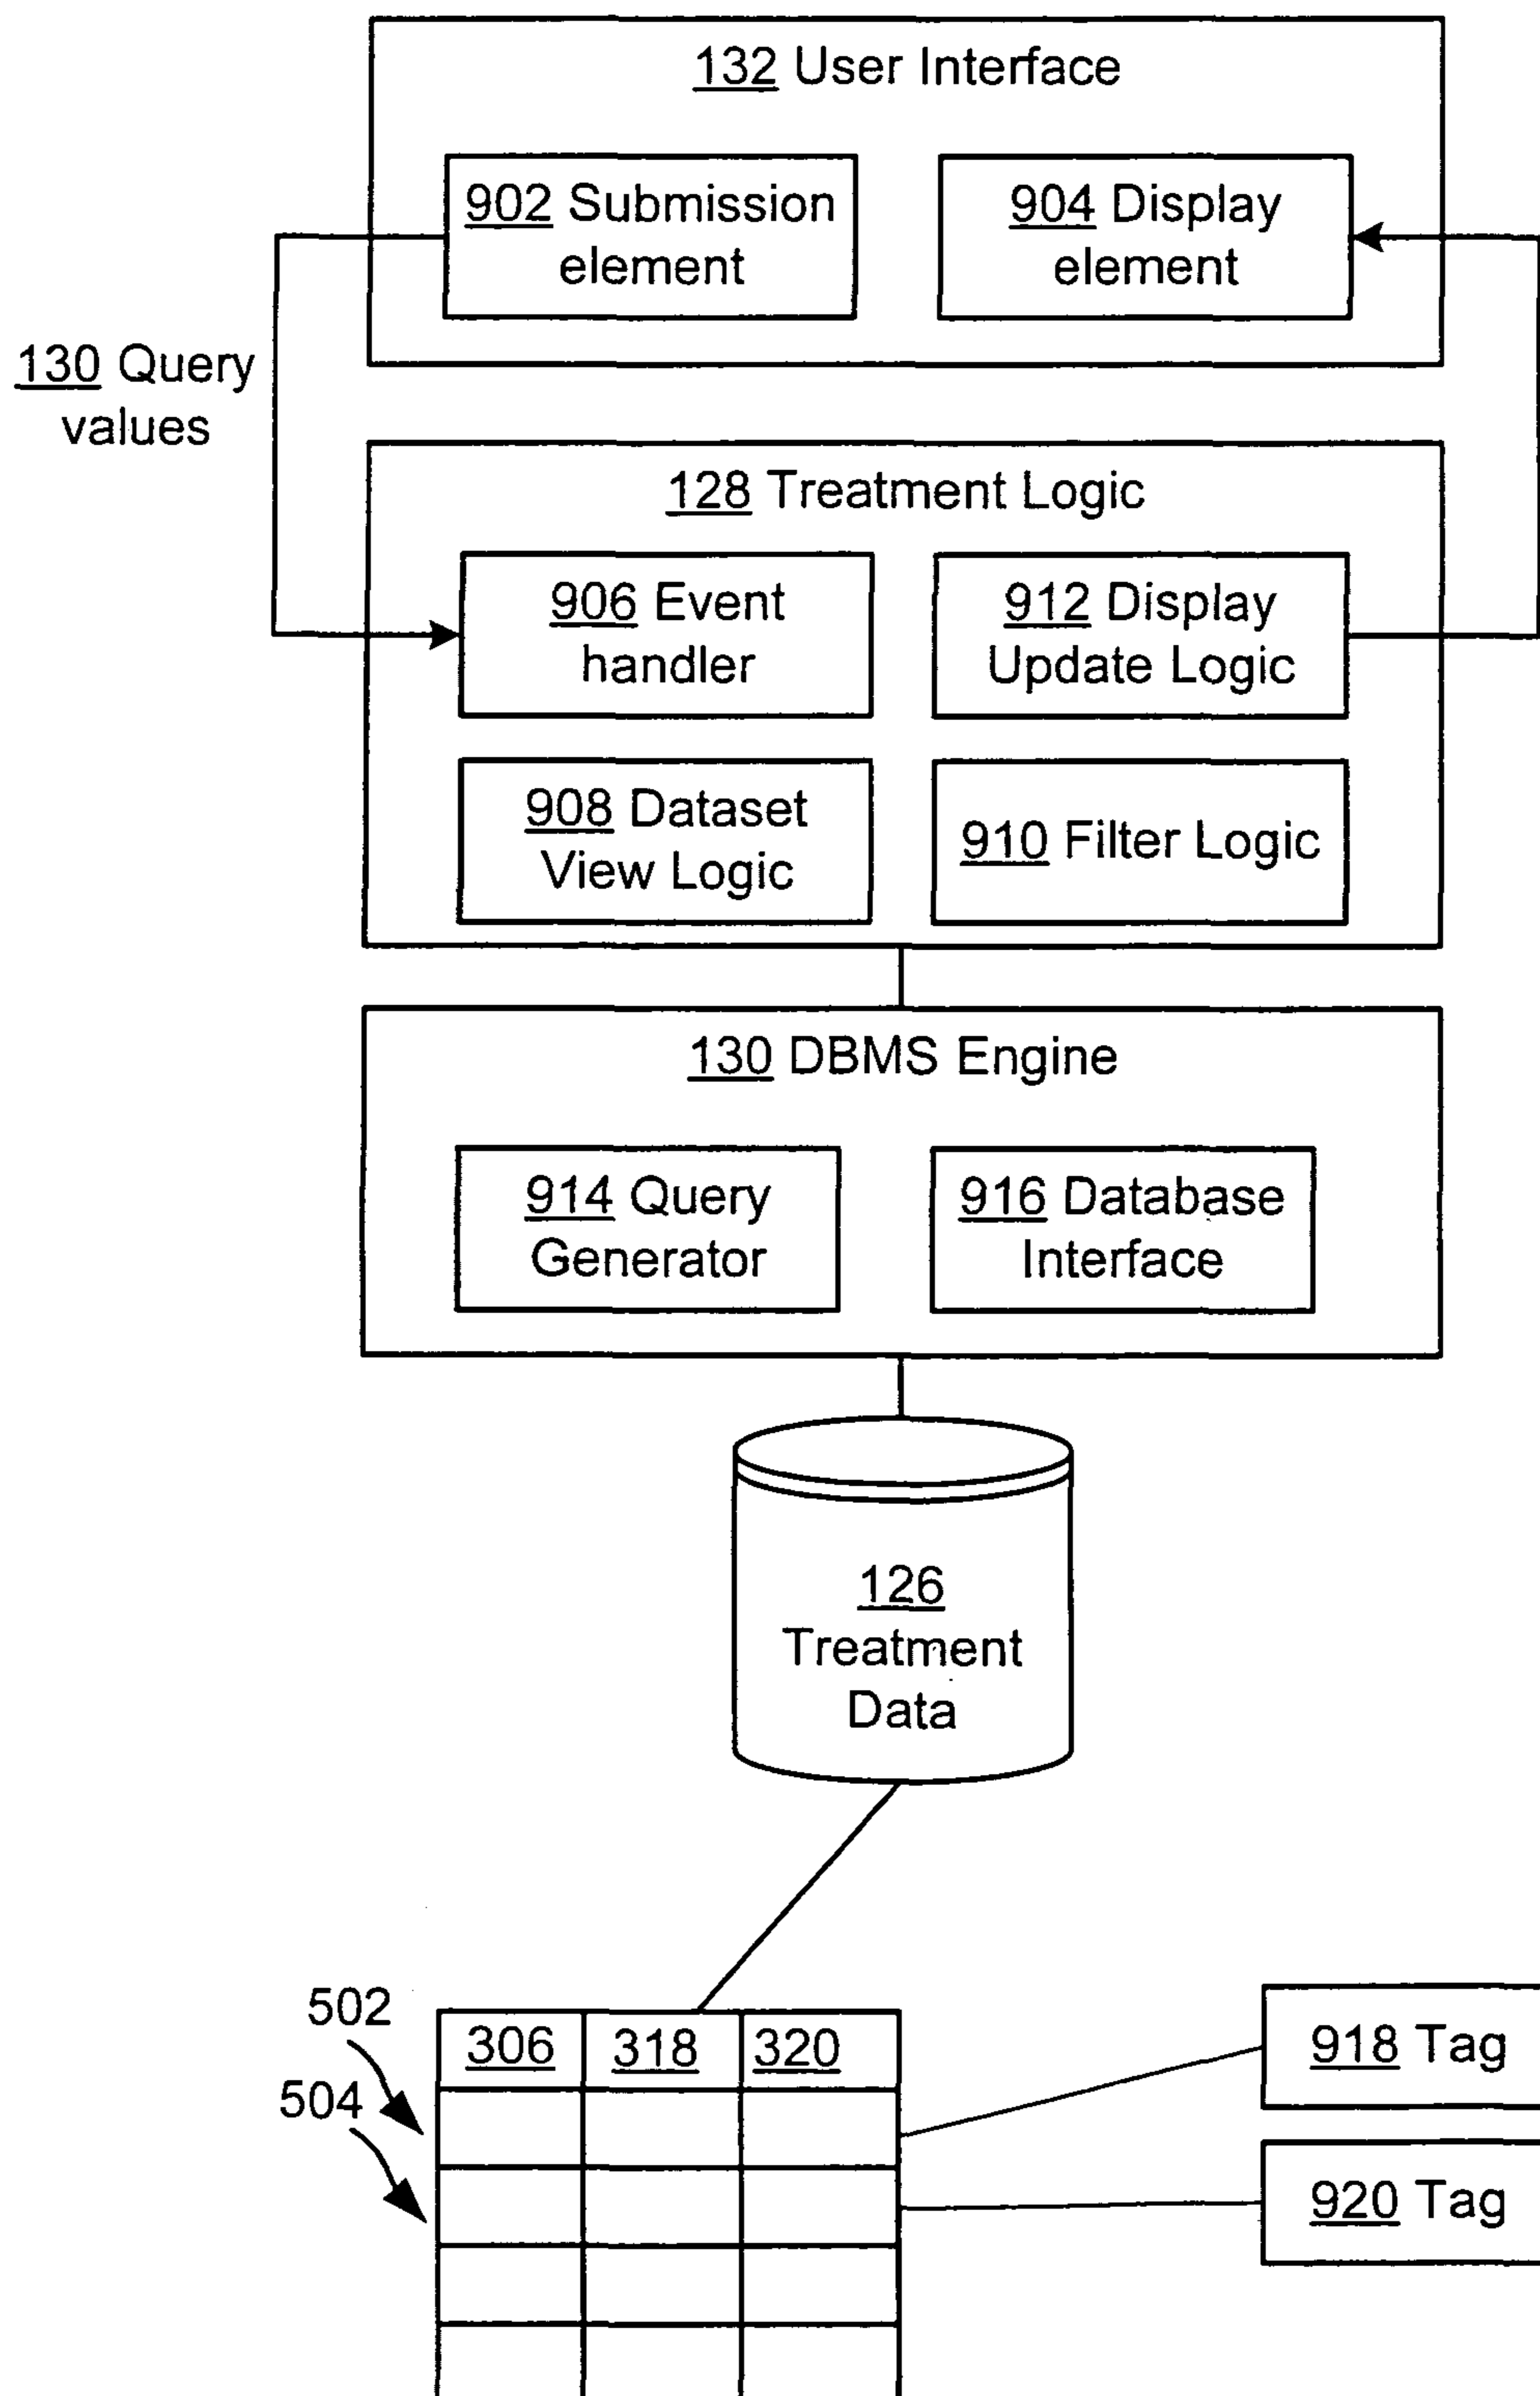 132 User Interface
902 Submission
element
904 Display
element
130 Query
values
128 Treatment Logic
906 Event
handler
912 Display
Update Logic
908 Dataset
View Logic
910 Filter Logic
130 DBMS Engine
914 Query
Generator
916 Database
Interface
126
Treatment
Data
502
504
306 318 320
918 Tag
920 Tag